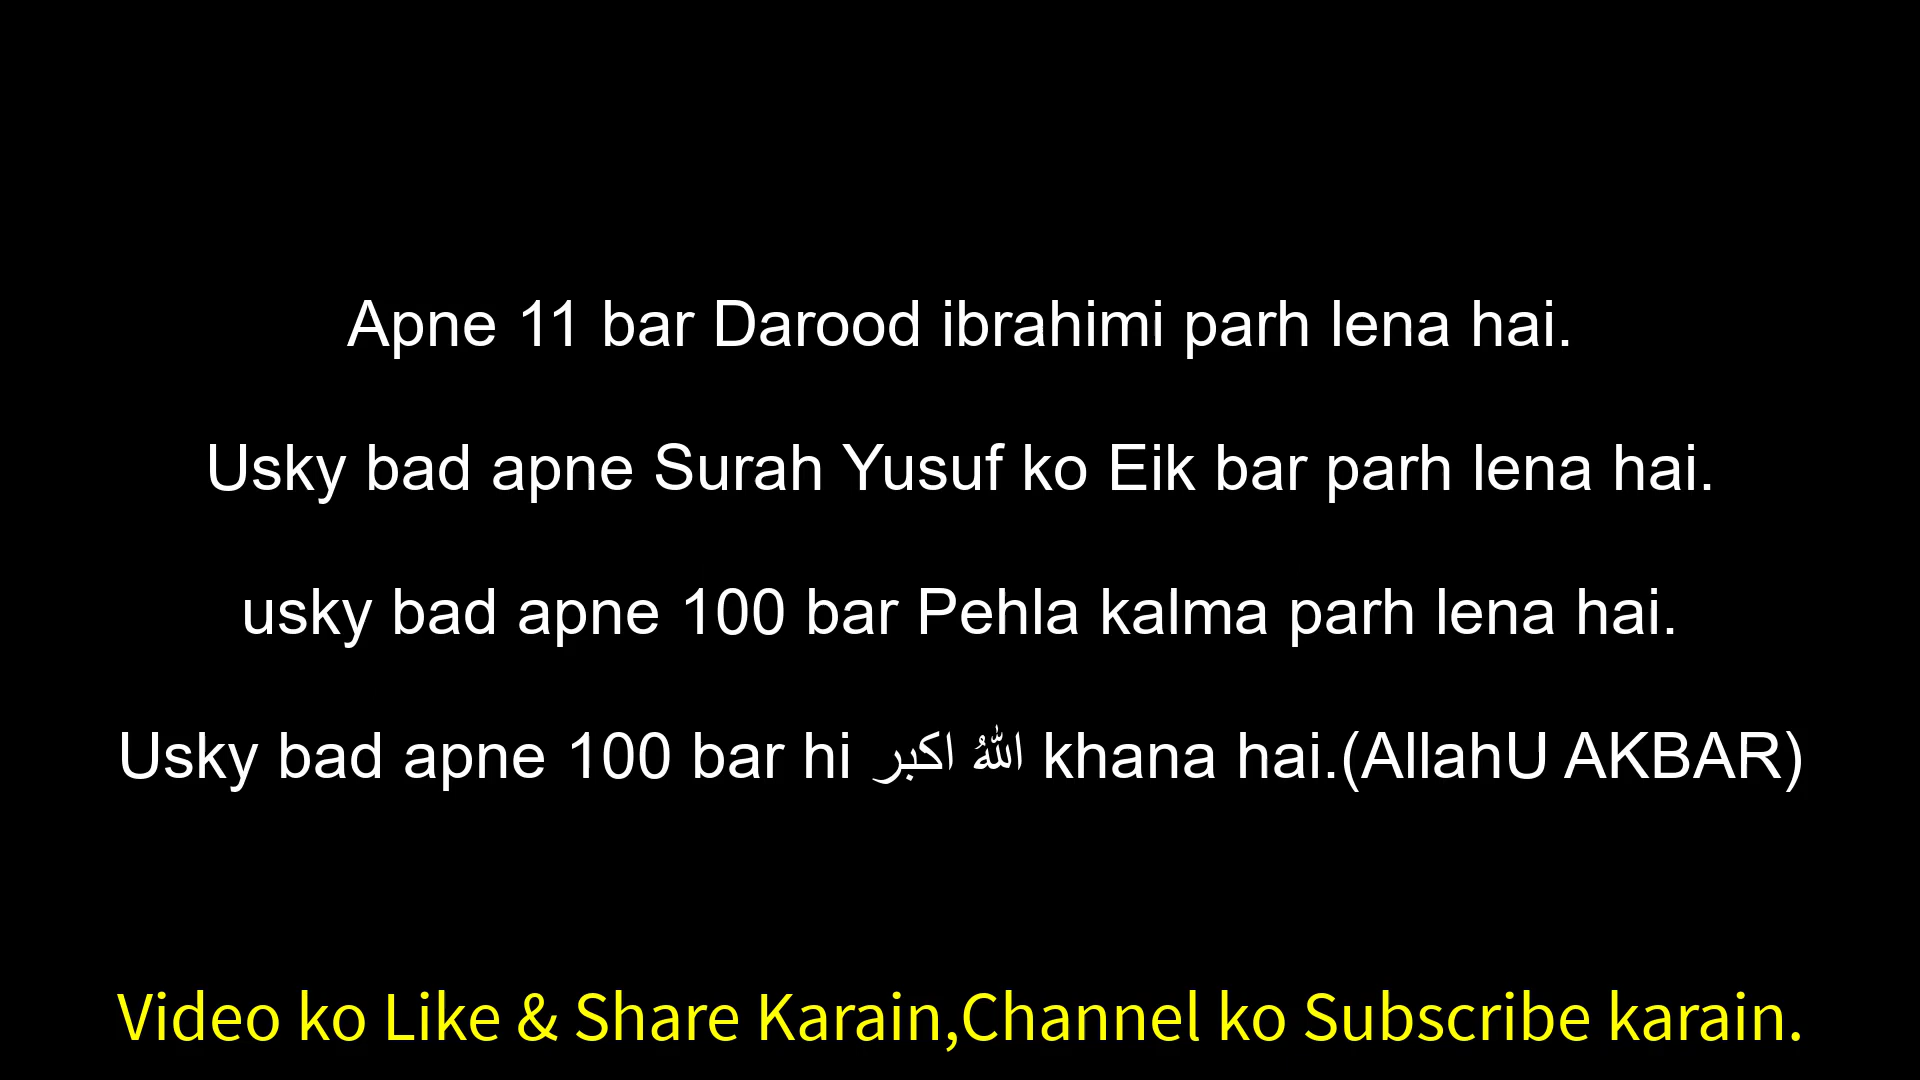 Apne 11 bar Darood ibrahimi parh lena hai.
Usky bad apne Surah Yusuf ko Eik bar parh lena hai.
usky bad apne 100 bar Pehla kalma parh lena hai.
Usky bad apne 100 bar hi اللهُ اکبر khana hai.(AllahU AKBAR)
Video ko Like & Share Karain,Channel ko Subscribe karain.